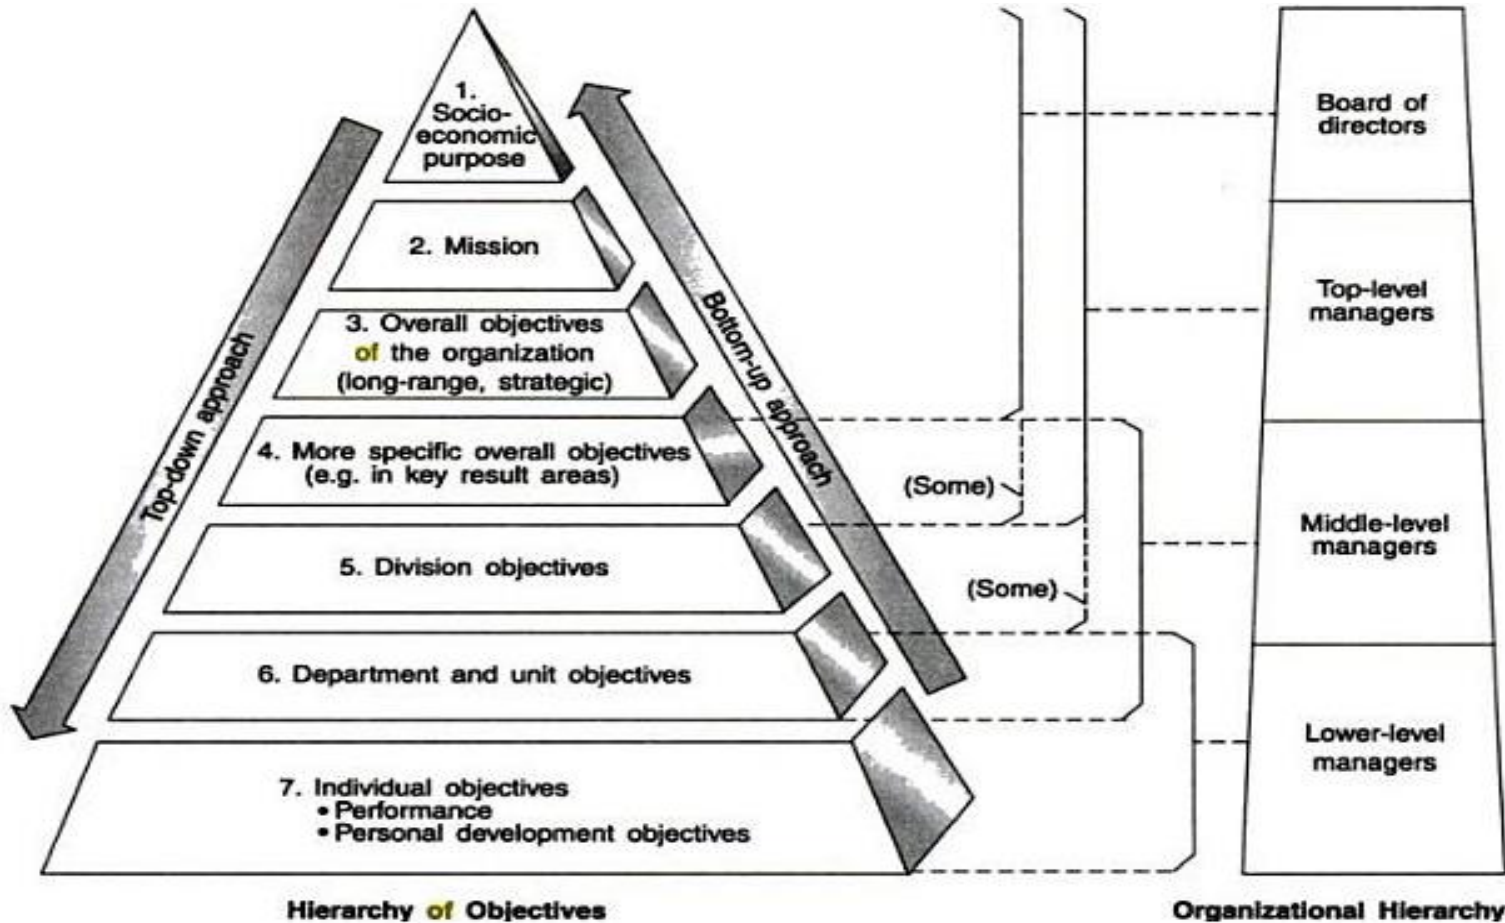 1.
Socio-
economic
purpose
2. Mission
3. Overall objectives
of the organization
(long-range, strategic)
4. More specific overall objectives
(e.g. in key result areas)
5. Division objectives
6. Department and unit objectives
7. Individual objectives
• Performance
• Personal development objectives
Top-down approach
Bottom-up approach
(Some)
(Some)
Board of
directors
Top-level
managers
Middle-level
managers
Lower-level
managers
Hierarchy of Objectives
Organizational Hierarchy